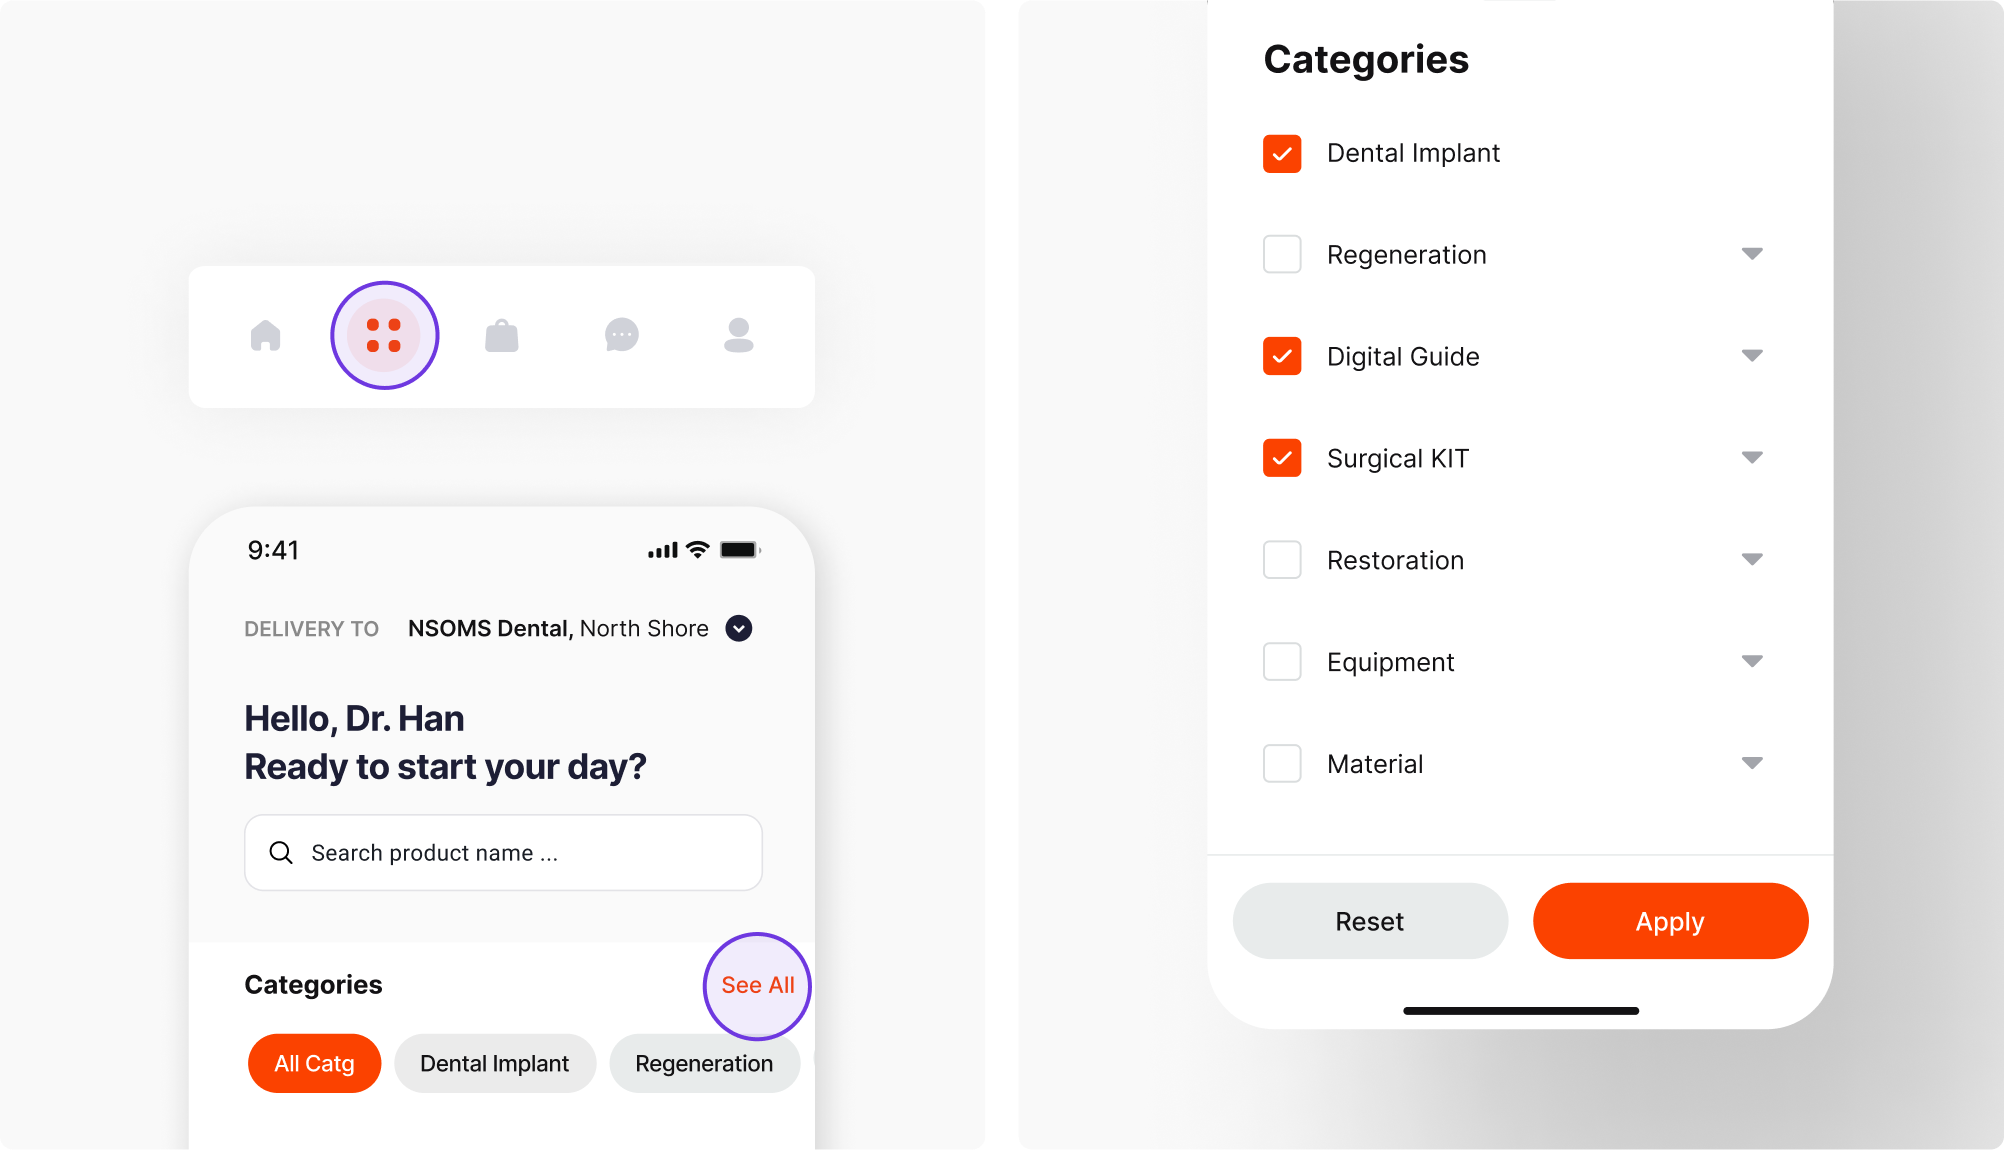 9:41
DELIVERY TO NSOMS Dental, North Shore
Hello, Dr. Han
Ready to start your day?
Search product name ...
Categories See All
All Catg Dental Implant Regeneration
Categories
Dental Implant
Regeneration
Digital Guide
Surgical KIT
Restoration
Equipment
Material
Reset Apply